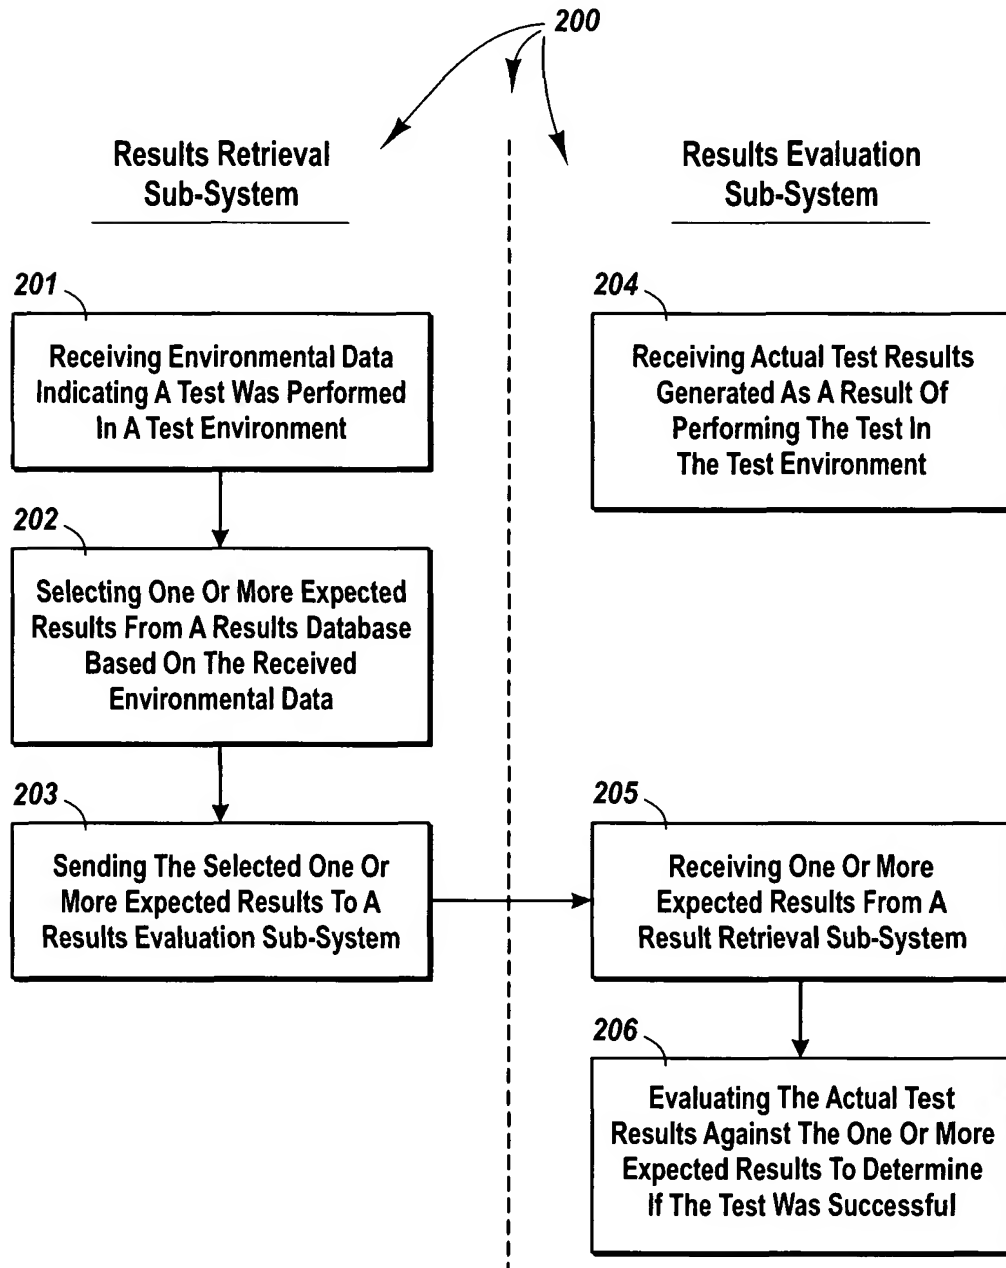 200
Results Retrieval
Sub-System
201
Receiving Environmental Data
Indicating A Test Was Performed
In A Test Environment
202
Selecting One Or More Expected
Results From A Results Database
Based On The Received
Environmental Data
203
Sending The Selected One Or
More Expected Results To A
Results Evaluation Sub-System
Results Evaluation
Sub-System
204
Receiving Actual Test Results
Generated As A Result Of
Performing The Test In
The Test Environment
205
Receiving One Or More
Expected Results From A
Result Retrieval Sub-System
206
Evaluating The Actual Test
Results Against The One Or More
Expected Results To Determine
If The Test Was Successful